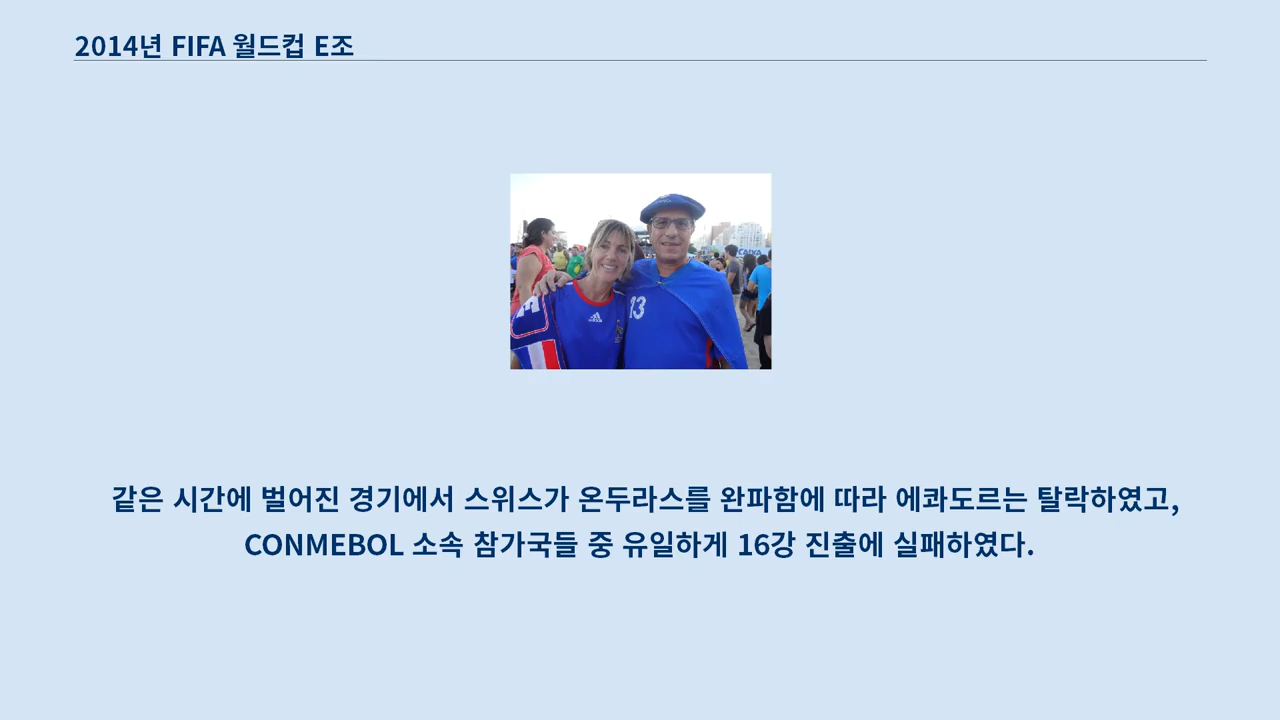 2014년 FIFA 월드컵 E조
CAIXA
adidas
13
같은 시간에 벌어진 경기에서 스위스가 온두라스를 완파함에 따라 에콰도르는 탈락하였고,
CONMEBOL 소속 참가국들 중 유일하게 16강 진출에 실패하였다.